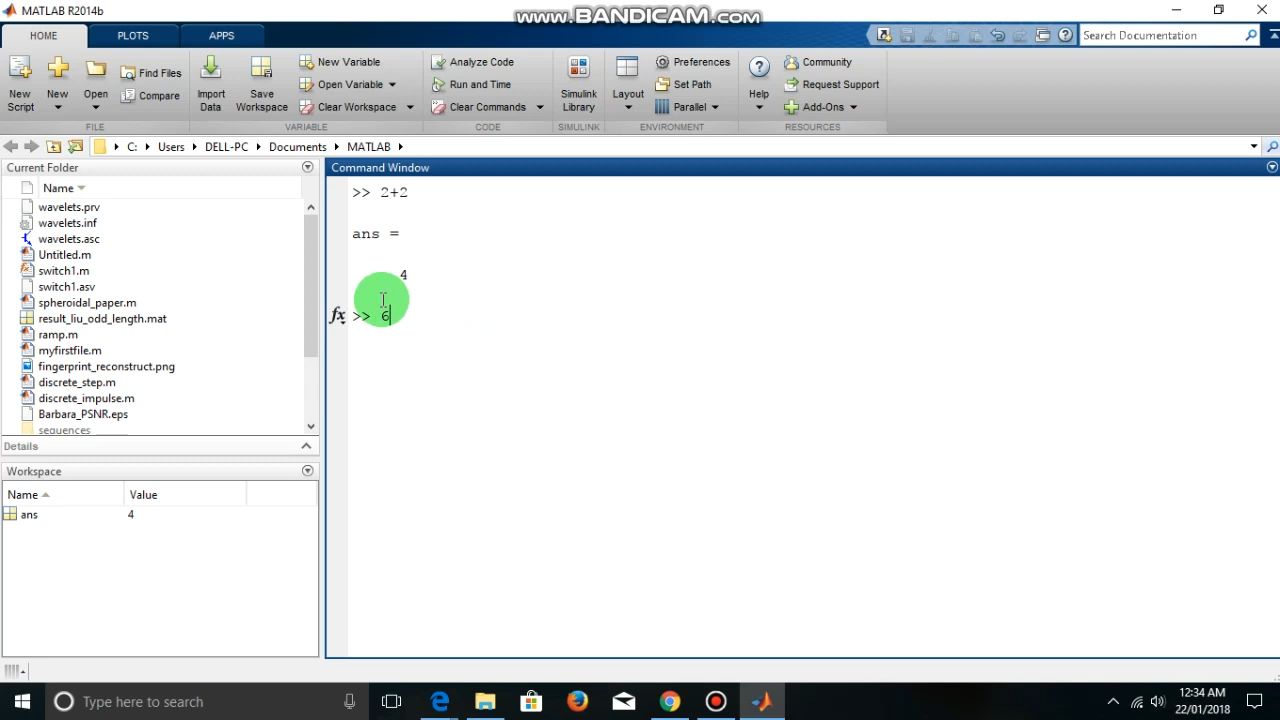 MATLAB R2014b
www.BANDICAM.com
HOME PLOTS APPS
Search Documentation
New Script
New
Open
Find Files
Compare
FILE
Import Data
Save Workspace
New Variable
Open Variable
Clear Workspace
VARIABLE
Analyze Code
Run and Time
Clear Commands
CODE
Simulink Library
SIMULINK
Layout
Preferences
Set Path
Parallel
ENVIRONMENT
Help
Community
Request Support
Add-Ons
RESOURCES
C: Users DELL-PC Documents MATLAB
Current Folder
Name
wavelets.prv
wavelets.inf
wavelets.asc
Untitled.m
switch1.m
switch1.asv
spheroidal_paper.m
result_liu_odd_length.mat
ramp.m
myfirstfile.m
fingerprint_reconstruct.png
discrete_step.m
discrete_impulse.m
Barbara_PSNR.eps
sequences
Details
Workspace
Name Value
ans 4
Command Window
>> 2+2
ans =
4
fx >> 6
Type here to search
12:34 AM
22/01/2018